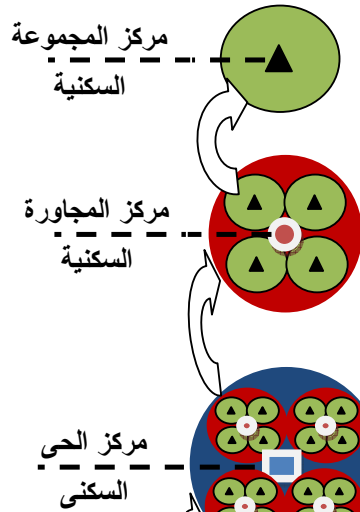 مركز المجموعة
السكنية
مركز المجاورة
السكنية
مركز الحى
السكنى